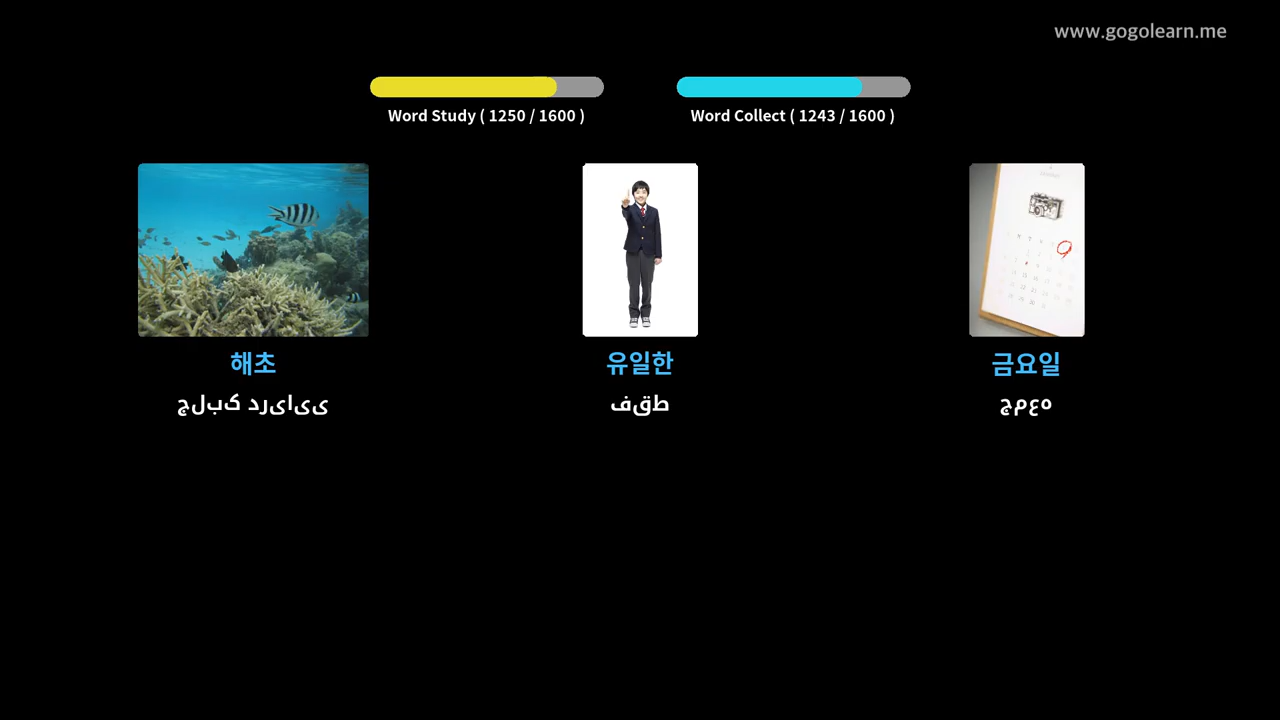 www.gogolearn.me
Word Study ( 1250 / 1600 )
Word Collect ( 1243 / 1600 )
해초
جلبک دریایی
유일한
فقط
금요일
جمعه